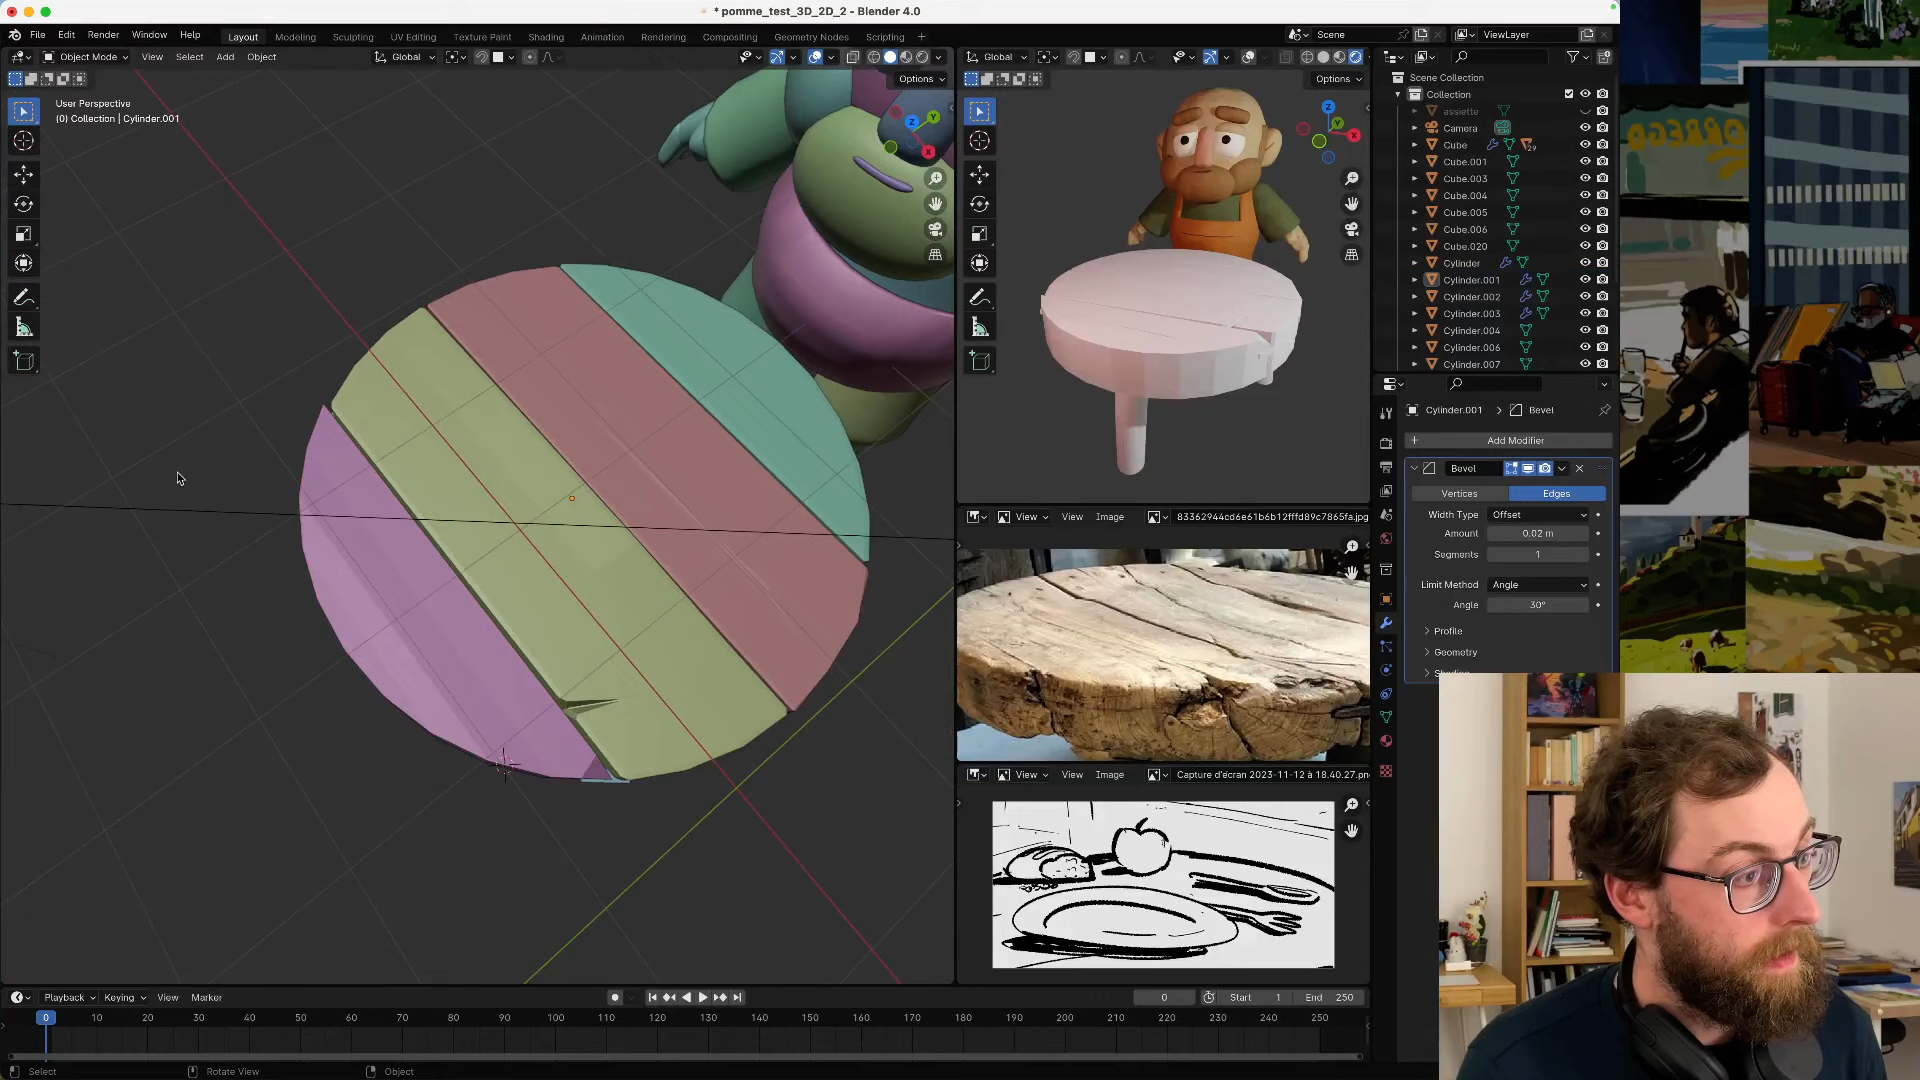 * pomme_test_3D_2D_2 - Blender 4.0
File Edit Render Window Help
Layout Modeling Sculpting UV Editing Texture Paint Shading Animation Rendering Compositing Geometry Nodes Scripting +
Scene ViewLayer
Object Mode View Select Add Object Global
Global
Options
Options
User Perspective
(0) Collection | Cylinder.001
Z Y X
Z Y X
Scene Collection
Collection
assiette
Camera
Cube 29
Cube.001
Cube.003
Cube.004
Cube.005
Cube.006
Cube.020
Cylinder
Cylinder.001
Cylinder.002
Cylinder.003
Cylinder.004
Cylinder.006
Cylinder.007
Cylinder.001 > Bevel
+ Add Modifier
Bevel
Vertices Edges
Width Type Offset
Amount 0.02 m
Segments 1
Limit Method Angle
Angle 30°
Profile
Geometry
View View Image 83362944cd6e61b6b12fffd89c7865fa.jpg
View View Image Capture d'écran 2023-11-12 à 18.40.27.pn
Playback Keying View Marker
0 Start 1 End 250
0 10 20 30 40 50 60 70 80 90 100 110 120 130 140 150 160 170 180 190 200 210 220 230 240 250
Select Rotate View Object